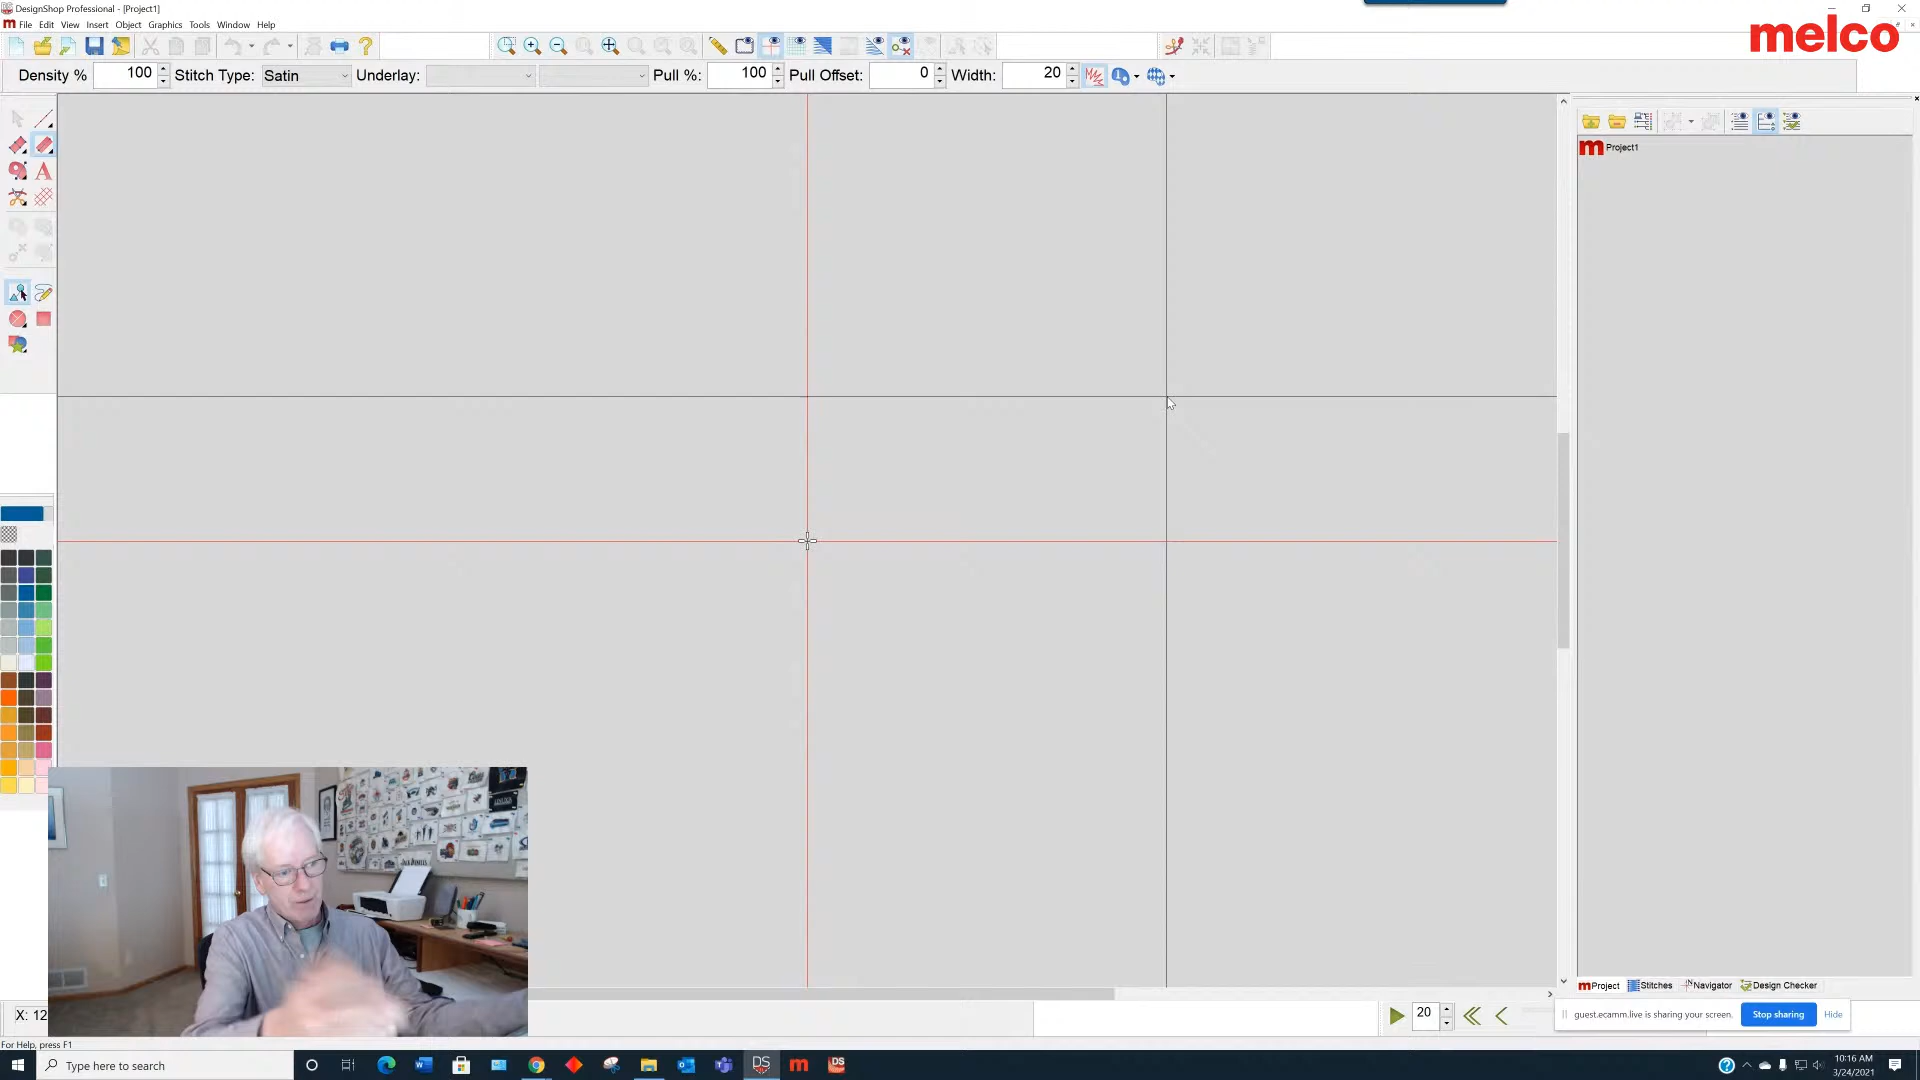 DesignShop Professional - [Project1]
File Edit View Insert Object Graphics Tools Window Help
melco
Density % 100 Stitch Type: Satin Underlay: Pull %: 100 Pull Offset: 0 Width: 20
Project1
Project Stitches Navigator Design Checker
X: 12
20
guest.ecamm.live is sharing your screen. Stop sharing Hide
For Help, press F1
Type here to search
10:16 AM
3/24/2021